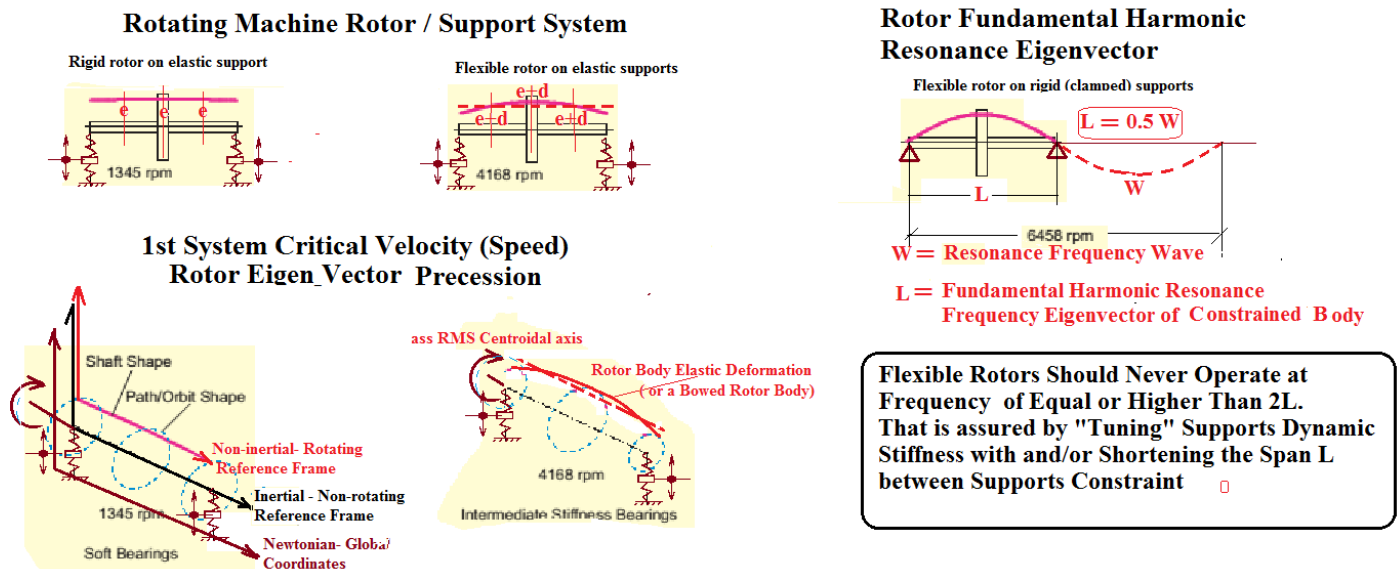 Rotating Machine Rotor / Support System
Rigid rotor on elastic support
e
e
e
1345 rpm
Flexible rotor on elastic supports
e+d
e+d
e+d
4168 rpm
Rotor Fundamental Harmonic
Resonance Eigenvector
Flexible rotor on rigid (clamped) supports
L = 0.5 W
W
L
6458 rpm
W = Resonance Frequency Wave
L = Fundamental Harmonic Resonance
Frequency Eigenvector of Constrained Body
1st System Critical Velocity (Speed)
Rotor Eigen Vector Precession
Shaft Shape
Path/Orbit Shape
Non-inertial- Rotating
Reference Frame
Inertial - Non-rotating
Reference Frame
1345 rpm
Newtonian- Global
Coordinates
Soft Bearings
ass RMS Centroidal axis
Rotor Body Elastic Deformation
( or a Bowed Rotor Body)
4168 rpm
Intermediate Stiffness Bearings
Flexible Rotors Should Never Operate at
Frequency of Equal or Higher Than 2L.
That is assured by "Tuning" Supports Dynamic
Stiffness with and/or Shortening the Span L
between Supports Constraint